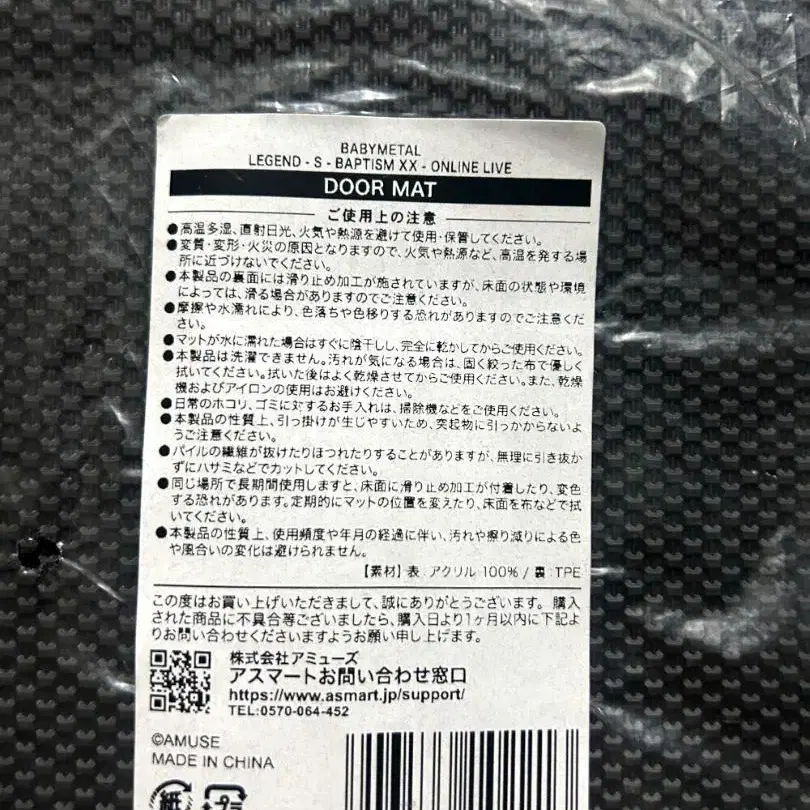 BABYMETAL
LEGEND - S - BAPTISM XX - ONLINE LIVE
DOOR MAT
ご使用上の注意
●高温多湿、直射日光、火気や熱源を避けて使用・保管してください。
●変質・変形・火災の原因となりますので、火気や熱源など、高温を発する場
所に近づけないでください。
●本製品の裏面には滑り止め加工が施されていますが、床面の状態や環境
によっては、滑る場合がありますのでご注意ください。
●摩擦や水濡れにより、色落ちや色移りする恐れがありますのでご注意くだ
さい。
●マットが水に濡れた場合はすぐに陰干しし、完全に乾かしてからご使用ください。
●本製品は洗濯できません。汚れが気になる場合は、固く絞った布で優しく
拭いてください。拭いた後はよく乾燥させてからご使用ください。また、乾燥
機およびアイロンの使用はお避けください。
●日常のホコリ、ゴミに対するお手入れは、掃除機などをご使用ください。
●本製品の性質上、引っ掛けが生じやすいため、突起物に引っかからないよ
うご注意ください。
●パイルの繊維が抜けたりほつれたりすることがありますが、無理に引き抜か
ずにハサミなどでカットしてください。
●同じ場所で長期間使用しますと、床面に滑り止め加工が付着したり、変色
する恐れがあります。定期的にマットの位置を変えたり、床面を布などで拭
いてください。
●本製品の性質上、使用頻度や年月の経過に伴い、汚れや擦り減りによる色
や風合いの変化は避けられません。
【素材】表：アクリル 100% / 裏：TPE
この度はお買い上げいただきまして、誠にありがとうございます。購入
された商品に不具合等ございましたら、購入日より1ヶ月以内に下記よ
りお問い合わせくださいますようお願い申し上げます。
株式会社アミューズ
アスマートお問い合わせ窓口
https://www.asmart.jp/support/
TEL:0570-064-452
©AMUSE
MADE IN CHINA
紙
プラ